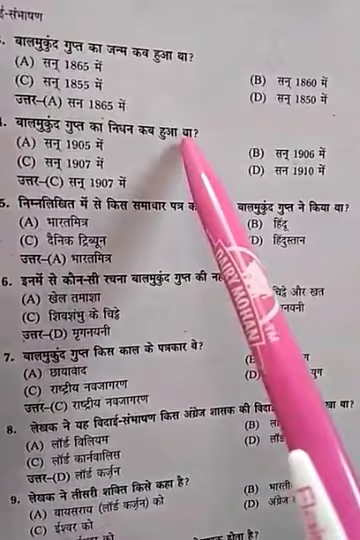 ई-संभाषण
. बालमुकुंद गुप्त का जन्म कब हुआ था?
(A) सन् 1865 में (B) सन् 1860 में
(C) सन् 1855 में (D) सन् 1850 में
उत्तर–(A) सन् 1865 में
. बालमुकुंद गुप्त का निधन कब हुआ था?
(A) सन् 1905 में (B) सन् 1906 में
(C) सन् 1907 में (D) सन 1910 में
उत्तर–(C) सन् 1907 में
5. निम्नलिखित में से किस समाचार पत्र बालमुकुंद गुप्त ने किया था?
(A) भारतमित्र (B) हिंदू
(C) दैनिक ट्रिब्यून (D) हिंदुस्तान
उत्तर–(A) भारतमित्र
6. इनमें से कौन-सी रचना बालमुकुंद गुप्त की
(A) खेल तमाशा चिट्ठे और खत
(C) शिवशंभु के चिट्ठे
उत्तर–(D) मृगनयनी
7. बालमुकुंद गुप्त किस काल के पत्रकार थे?
(A) छायावाद (B)
(C) राष्ट्रीय नवजागरण (D)
उत्तर–(C) राष्ट्रीय नवजागरण
8. लेखक ने यह विदाई-संभाषण किस अंग्रेज शासक की था?
(A) लॉर्ड विलियम (B)
(C) लॉर्ड कार्नवालिस (D)
उत्तर–(D) लॉर्ड कर्ज़न
9. लेखक ने तीसरी शक्ति किसे कहा है?
(A) वायसराय (लॉर्ड कर्ज़न) को (B)
(C) ईश्वर को (D) अंग्रेज
होता है?
DAIRY MOHAN TM